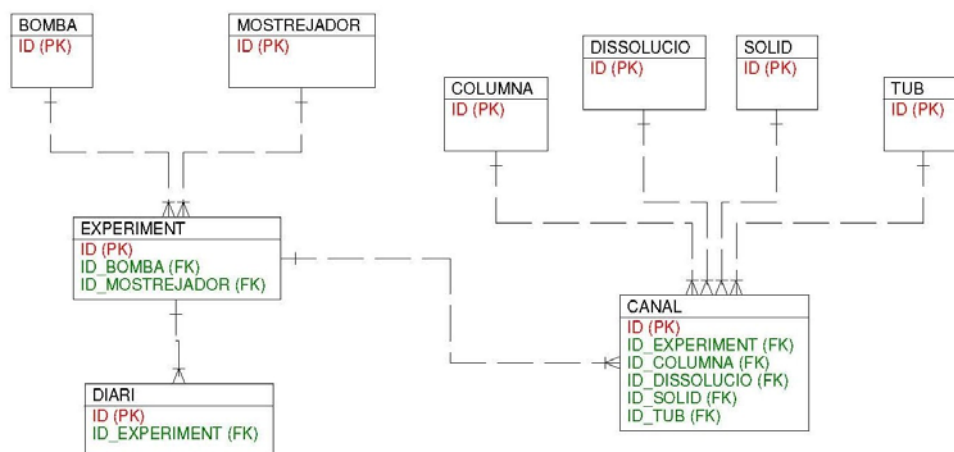 BOMBA
ID (PK)
MOSTREJADOR
ID (PK)
COLUMNA
ID (PK)
DISSOLUCIO
ID (PK)
SOLID
ID (PK)
TUB
ID (PK)
EXPERIMENT
ID (PK)
ID_BOMBA (FK)
ID_MOSTREJADOR (FK)
CANAL
ID (PK)
ID_EXPERIMENT (FK)
ID_COLUMNA (FK)
ID_DISSOLUCIO (FK)
ID_SOLID (FK)
ID_TUB (FK)
DIARI
ID (PK)
ID_EXPERIMENT (FK)